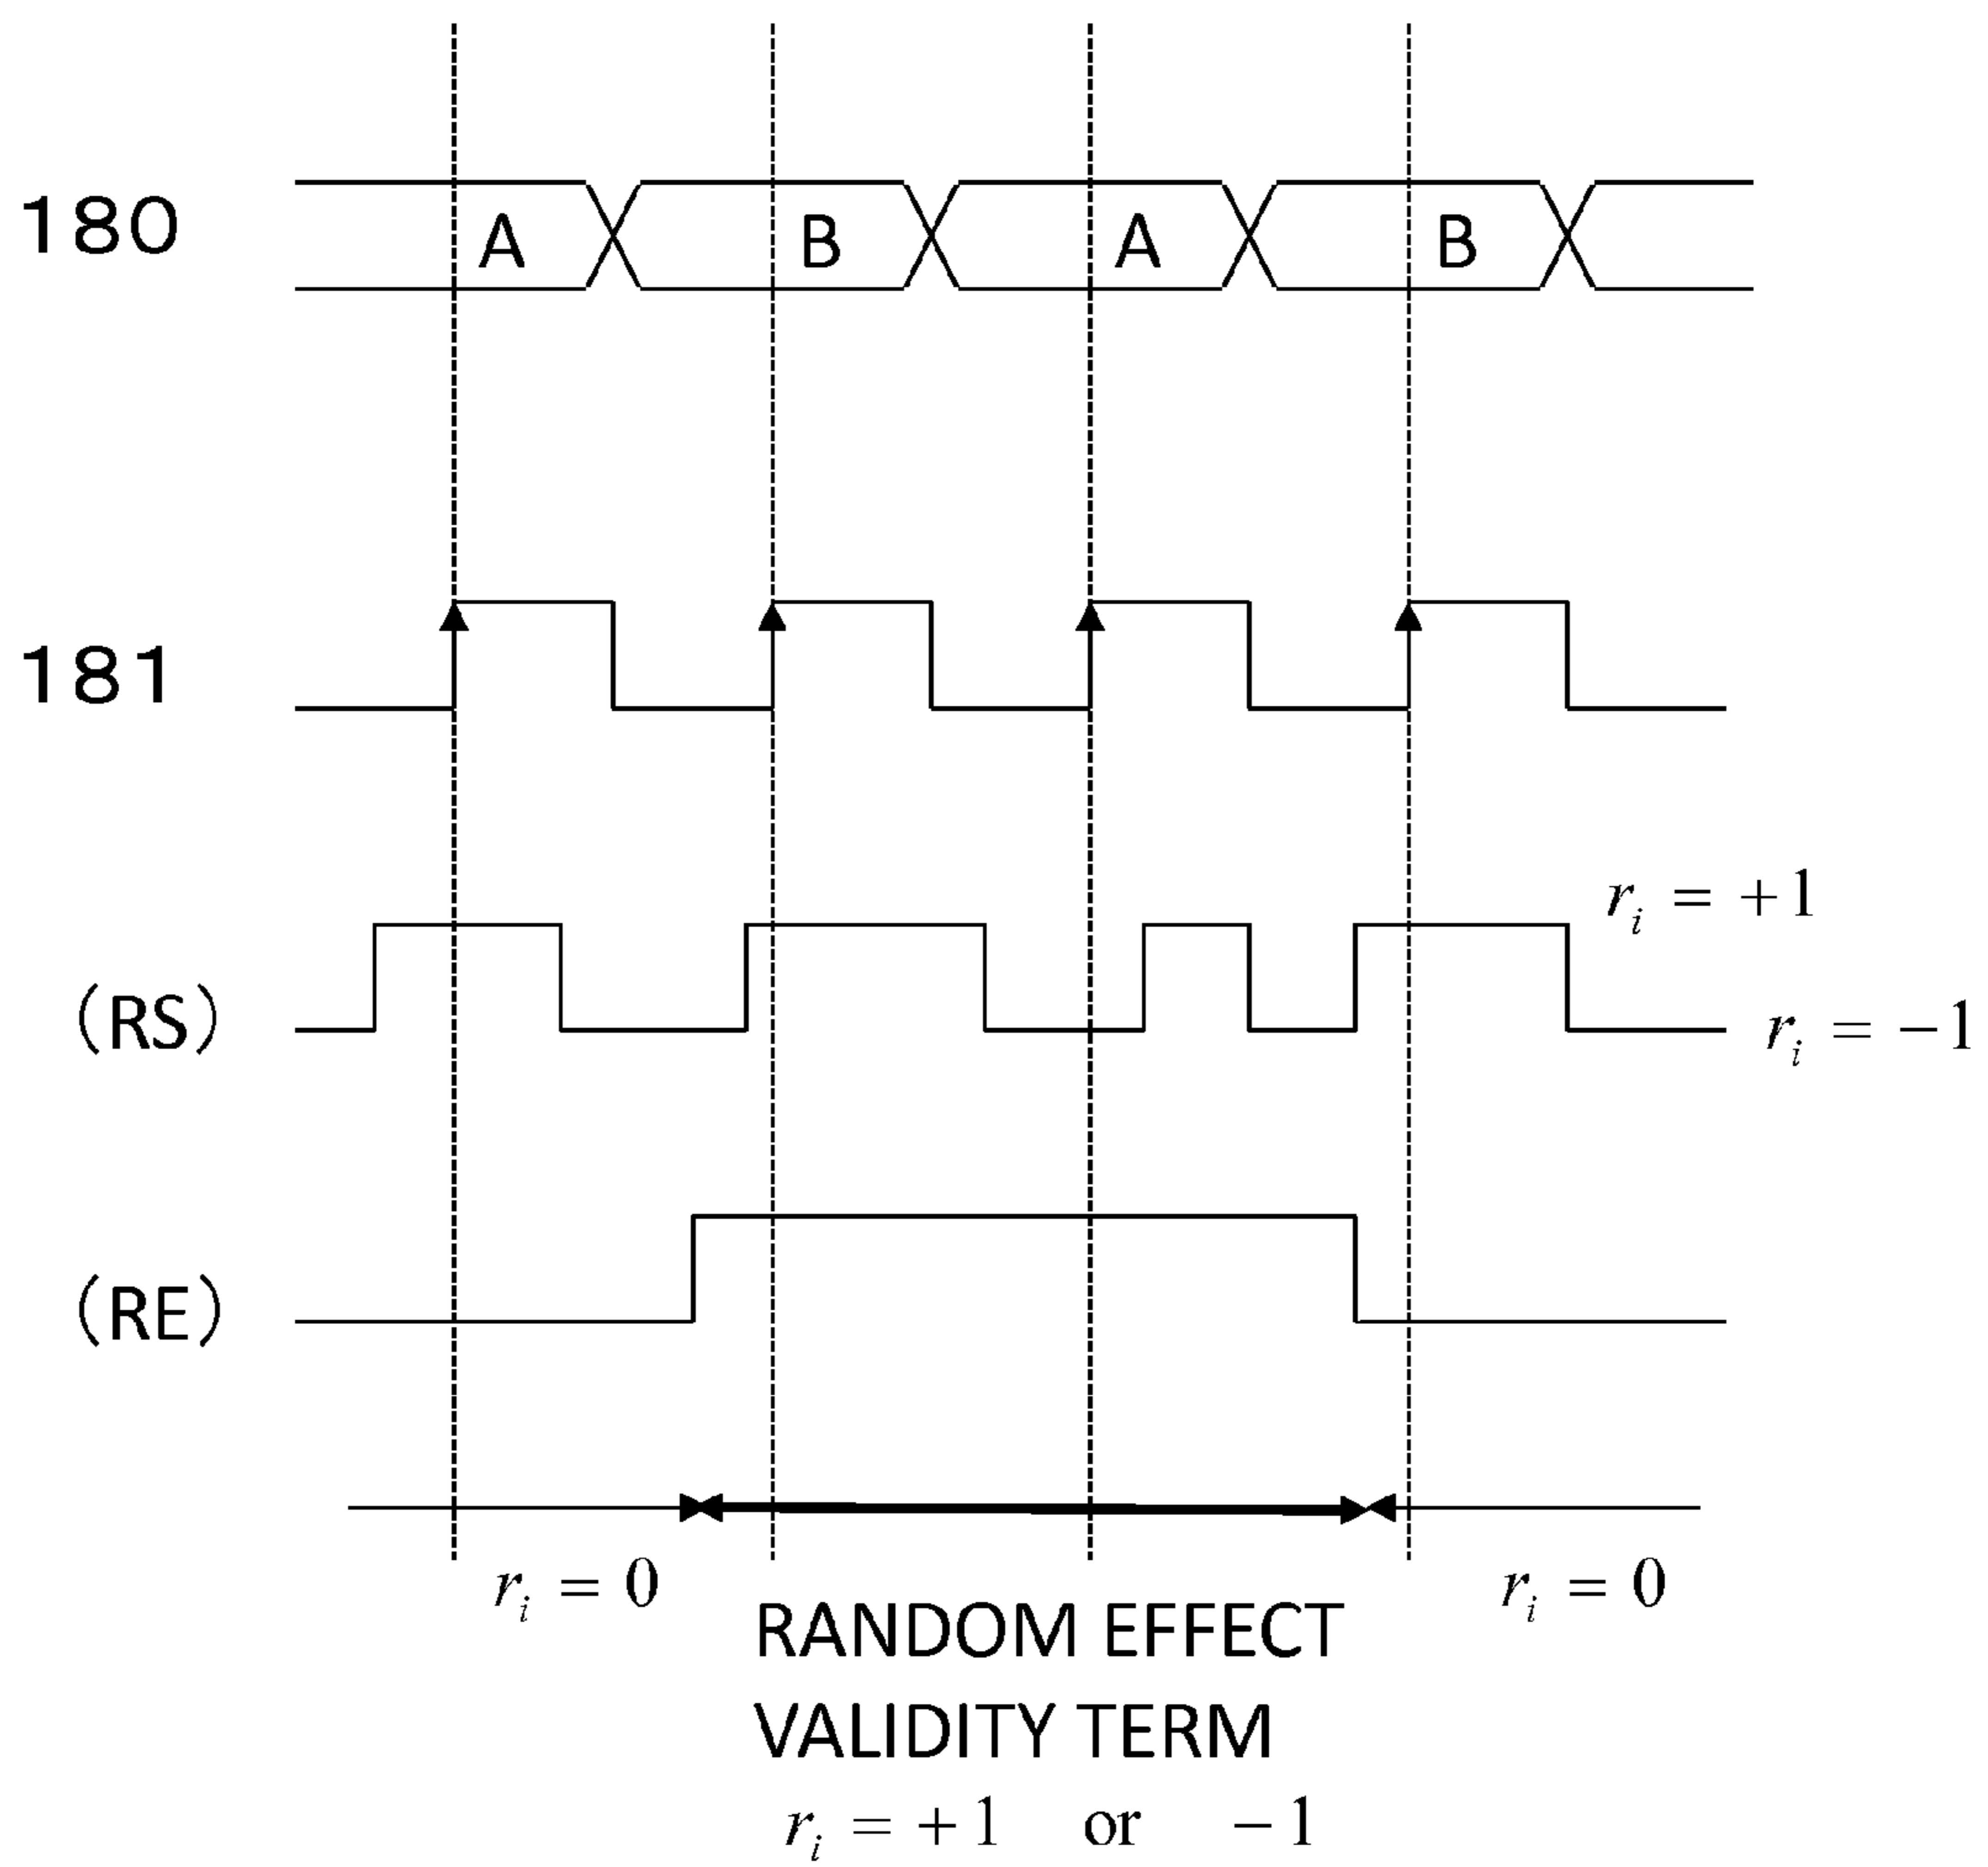 180 A B A B
181
r_i = +1
(RS)
r_i = −1
(RE)
r_i = 0 r_i = 0
RANDOM EFFECT
VALIDITY TERM
r_i = +1 or −1